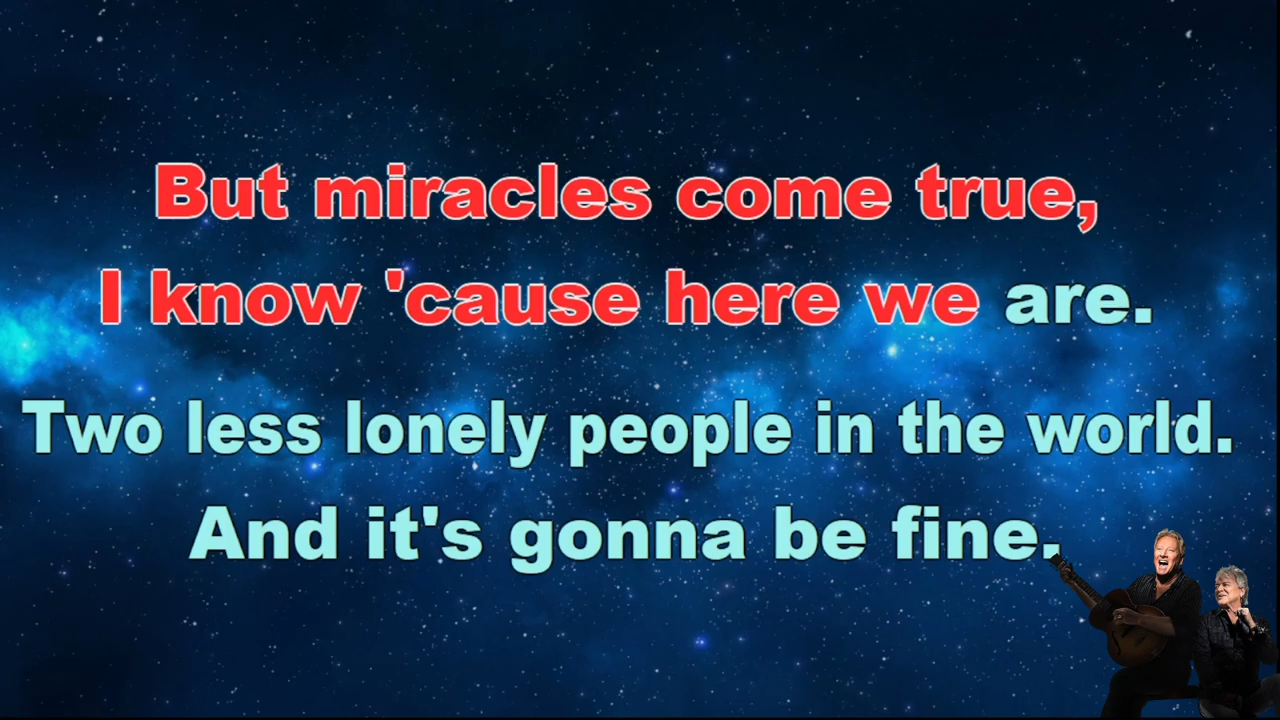 But miracles come true,
I know 'cause here we are.
Two less lonely people in the world.
And it's gonna be fine.